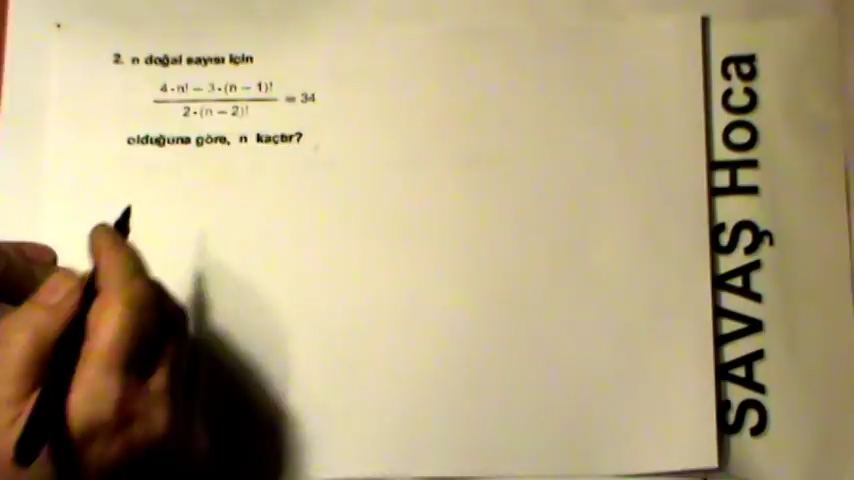 2. n doğal sayısı için
4·n! – 3·(n – 1)!
2·(n – 2)!
= 34
olduğuna göre, n kaçtır?
SAVAŞ Hoca